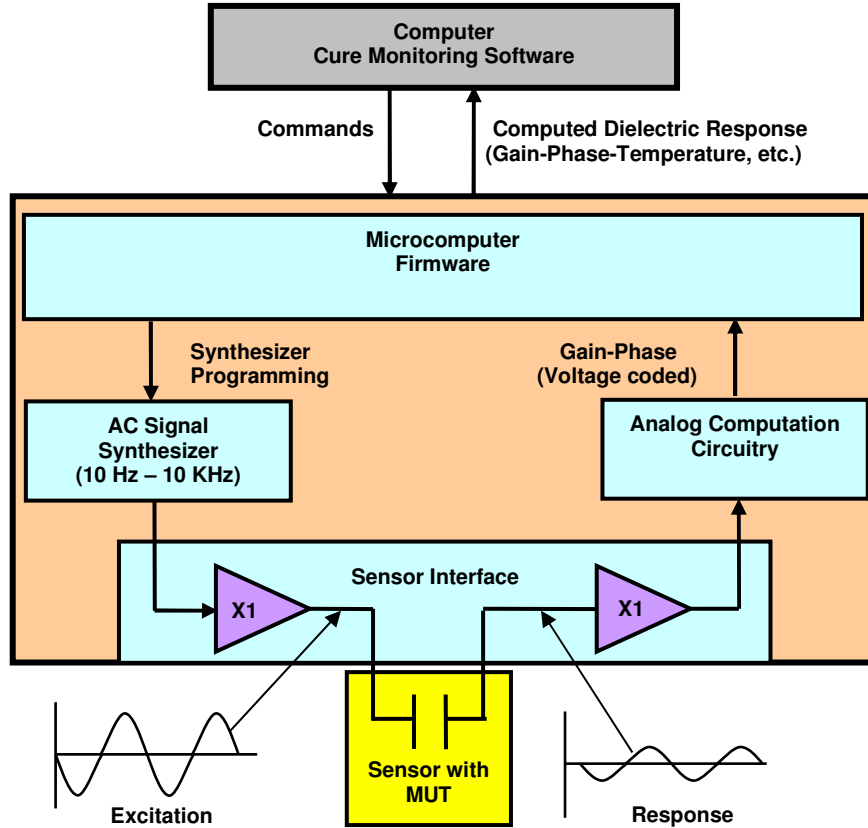 Computer
Cure Monitoring Software
Commands
Computed Dielectric Response
(Gain-Phase-Temperature, etc.)
Microcomputer
Firmware
Synthesizer
Programming
Gain-Phase
(Voltage coded)
AC Signal
Synthesizer
(10 Hz – 10 KHz)
Analog Computation
Circuitry
Sensor Interface
X1
X1
Sensor with
MUT
Excitation
Response